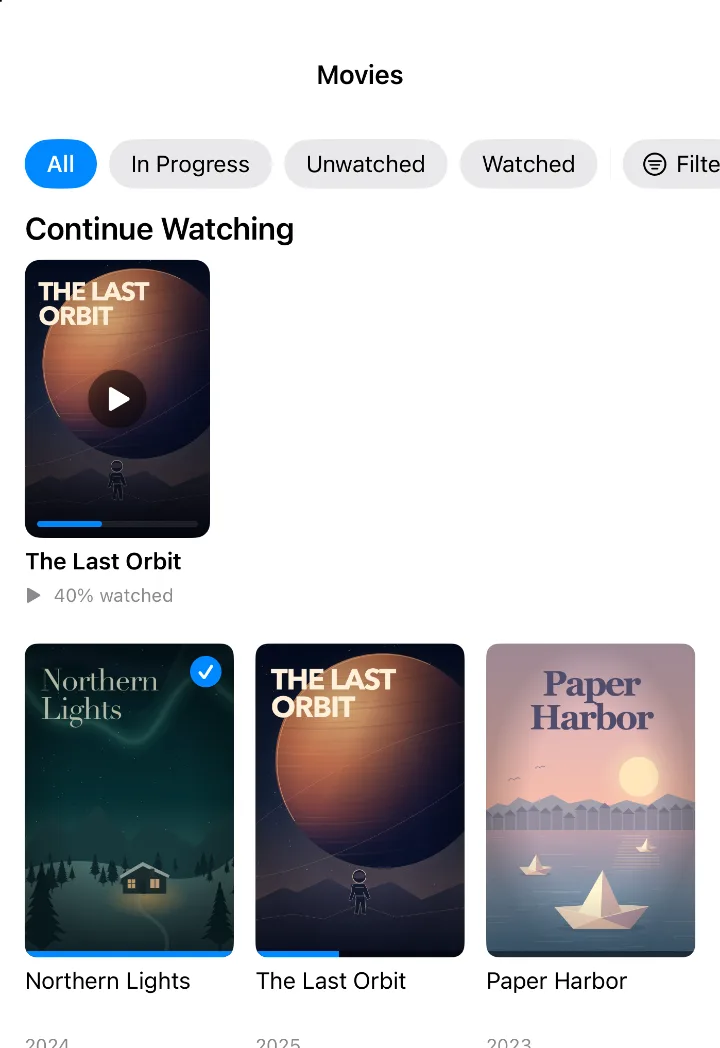 Movies
All
In Progress
Unwatched
Watched
Filte
Continue Watching
THE LAST
ORBIT
The Last Orbit
40% watched
Northern
Lights
THE LAST
ORBIT
Paper
Harbor
Northern Lights
The Last Orbit
Paper Harbor
2024
2025
2023